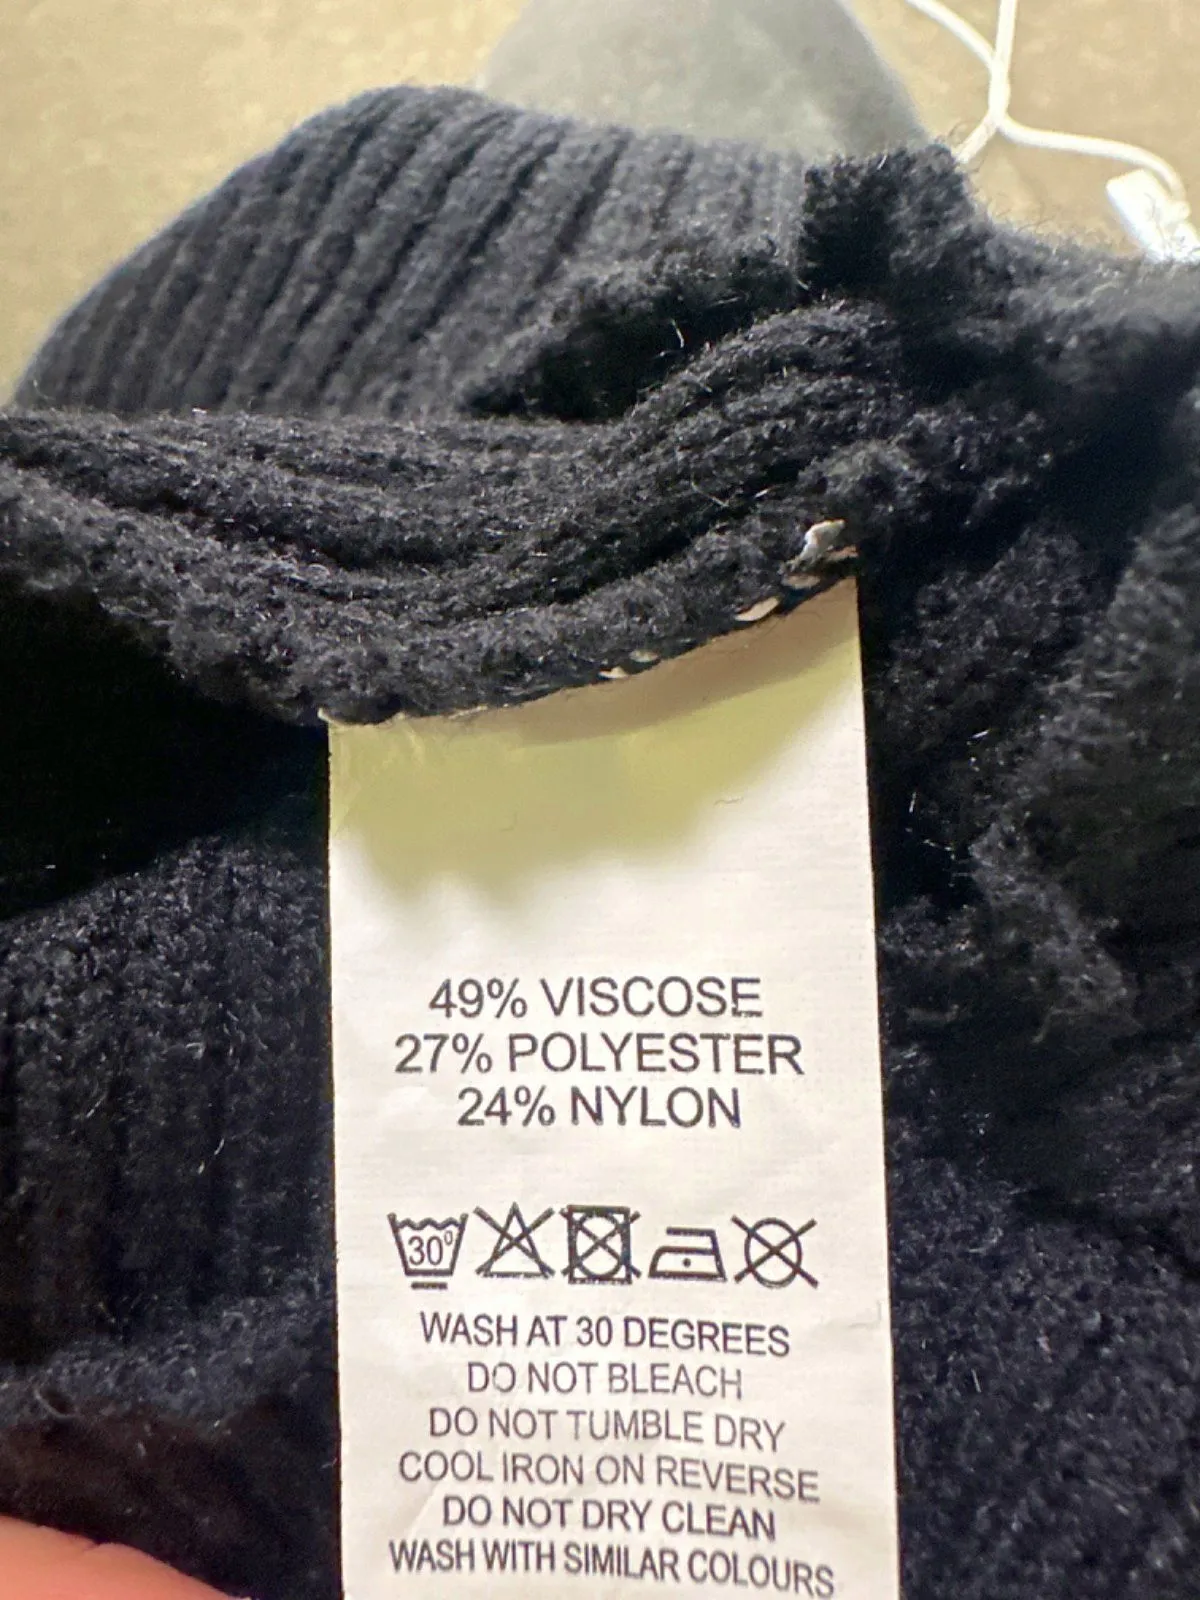 49% VISCOSE
27% POLYESTER
24% NYLON
30°
WASH AT 30 DEGREES
DO NOT BLEACH
DO NOT TUMBLE DRY
COOL IRON ON REVERSE
DO NOT DRY CLEAN
WASH WITH SIMILAR COLOURS